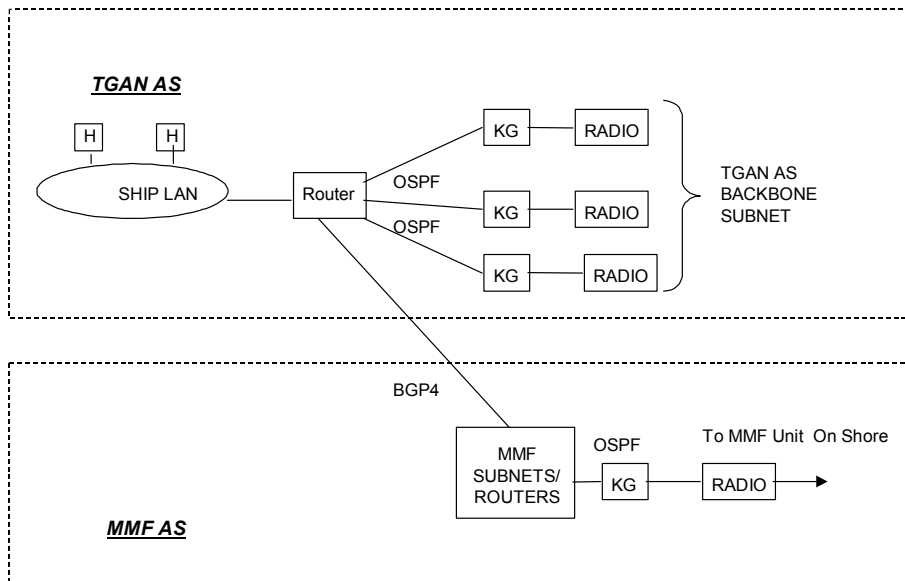 TGAN AS
H
H
SHIP LAN
Router
OSPF
OSPF
KG
RADIO
KG
RADIO
KG
RADIO
TGAN AS
BACKBONE
SUBNET
BGP4
MMF
SUBNETS/
ROUTERS
OSPF
KG
RADIO
To MMF Unit On Shore
MMF AS